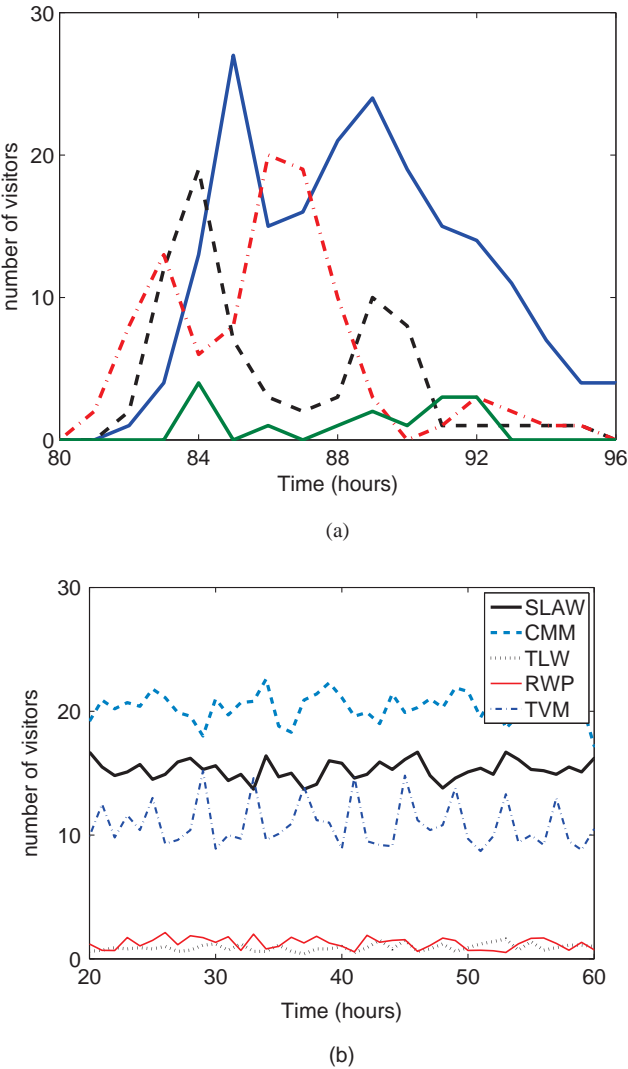 30
20
10
0
number of visitors
80 84 88 92 96
Time (hours)
(a)
30
20
10
0
number of visitors
SLAW
CMM
TLW
RWP
TVM
20 30 40 50 60
Time (hours)
(b)